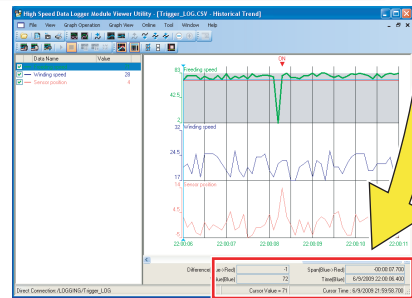 High Speed Data Logger Module Viewer Utility - [Trigger_LOG.CSV - Historical Trend]
File View Graph Operation Graph View Online Tool Window Help
Data Name Value
Winding speed 28
Sensor position 4
ON
83 Feeding speed
42.5
2
32 Winding speed
24.5
17
Sensor position
4.5
22:00:06 22:00:07 22:00:08 22:00:09 22:00:10 22:00:11
Difference -1 Span(Blue->Red) -00:00:07.700
72 Time(Blue) 6/9/2009 22:00:06.400
Direct Connection:/LOGGING/Trigger_LOG Cursor Value = 71 Cursor Time : 6/9/2009 21:59:58.700